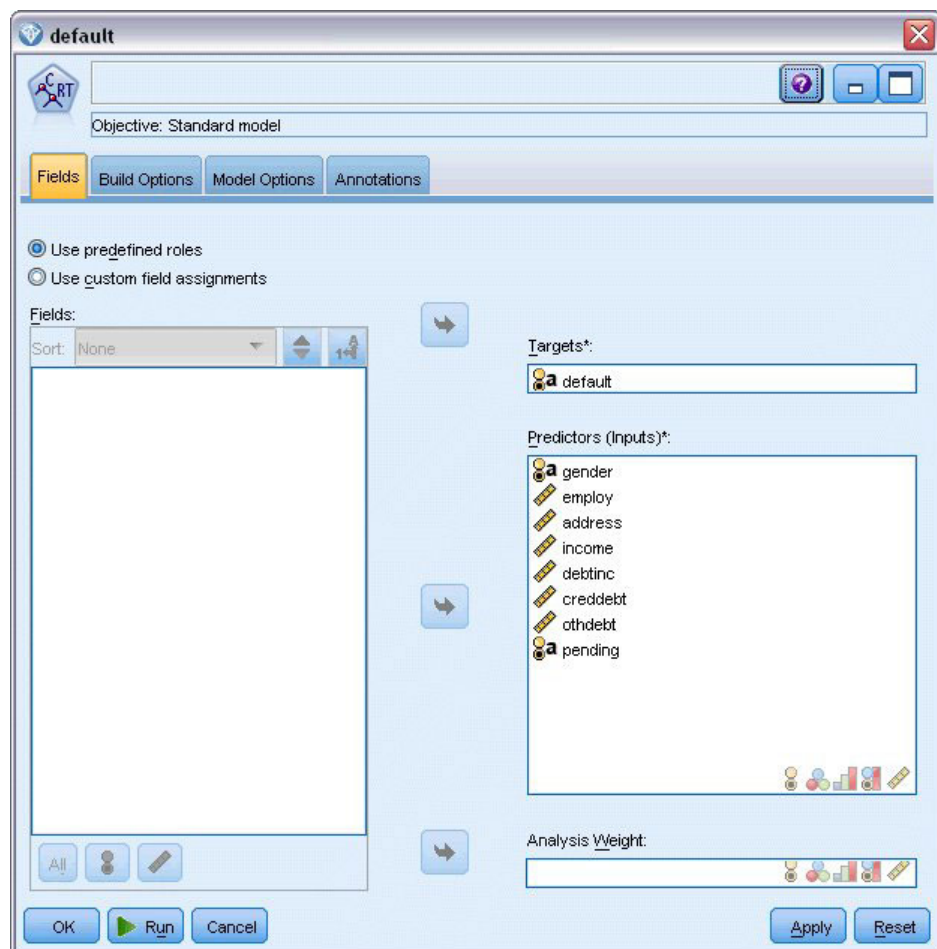 default
C RT
Objective: Standard model
Fields Build Options Model Options Annotations
Use predefined roles
Use custom field assignments
Fields:
Sort: None
Targets*:
a default
Predictors (Inputs)*:
a gender
employ
address
income
debtinc
creddebt
othdebt
a pending
All
Analysis Weight:
OK Run Cancel Apply Reset